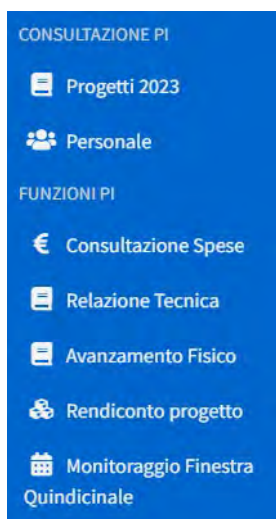 CONSULTAZIONE PI
Progetti 2023
Personale
FUNZIONI PI
Consultazione Spese
Relazione Tecnica
Avanzamento Fisico
Rendiconto progetto
Monitoraggio Finestra
Quindicinale